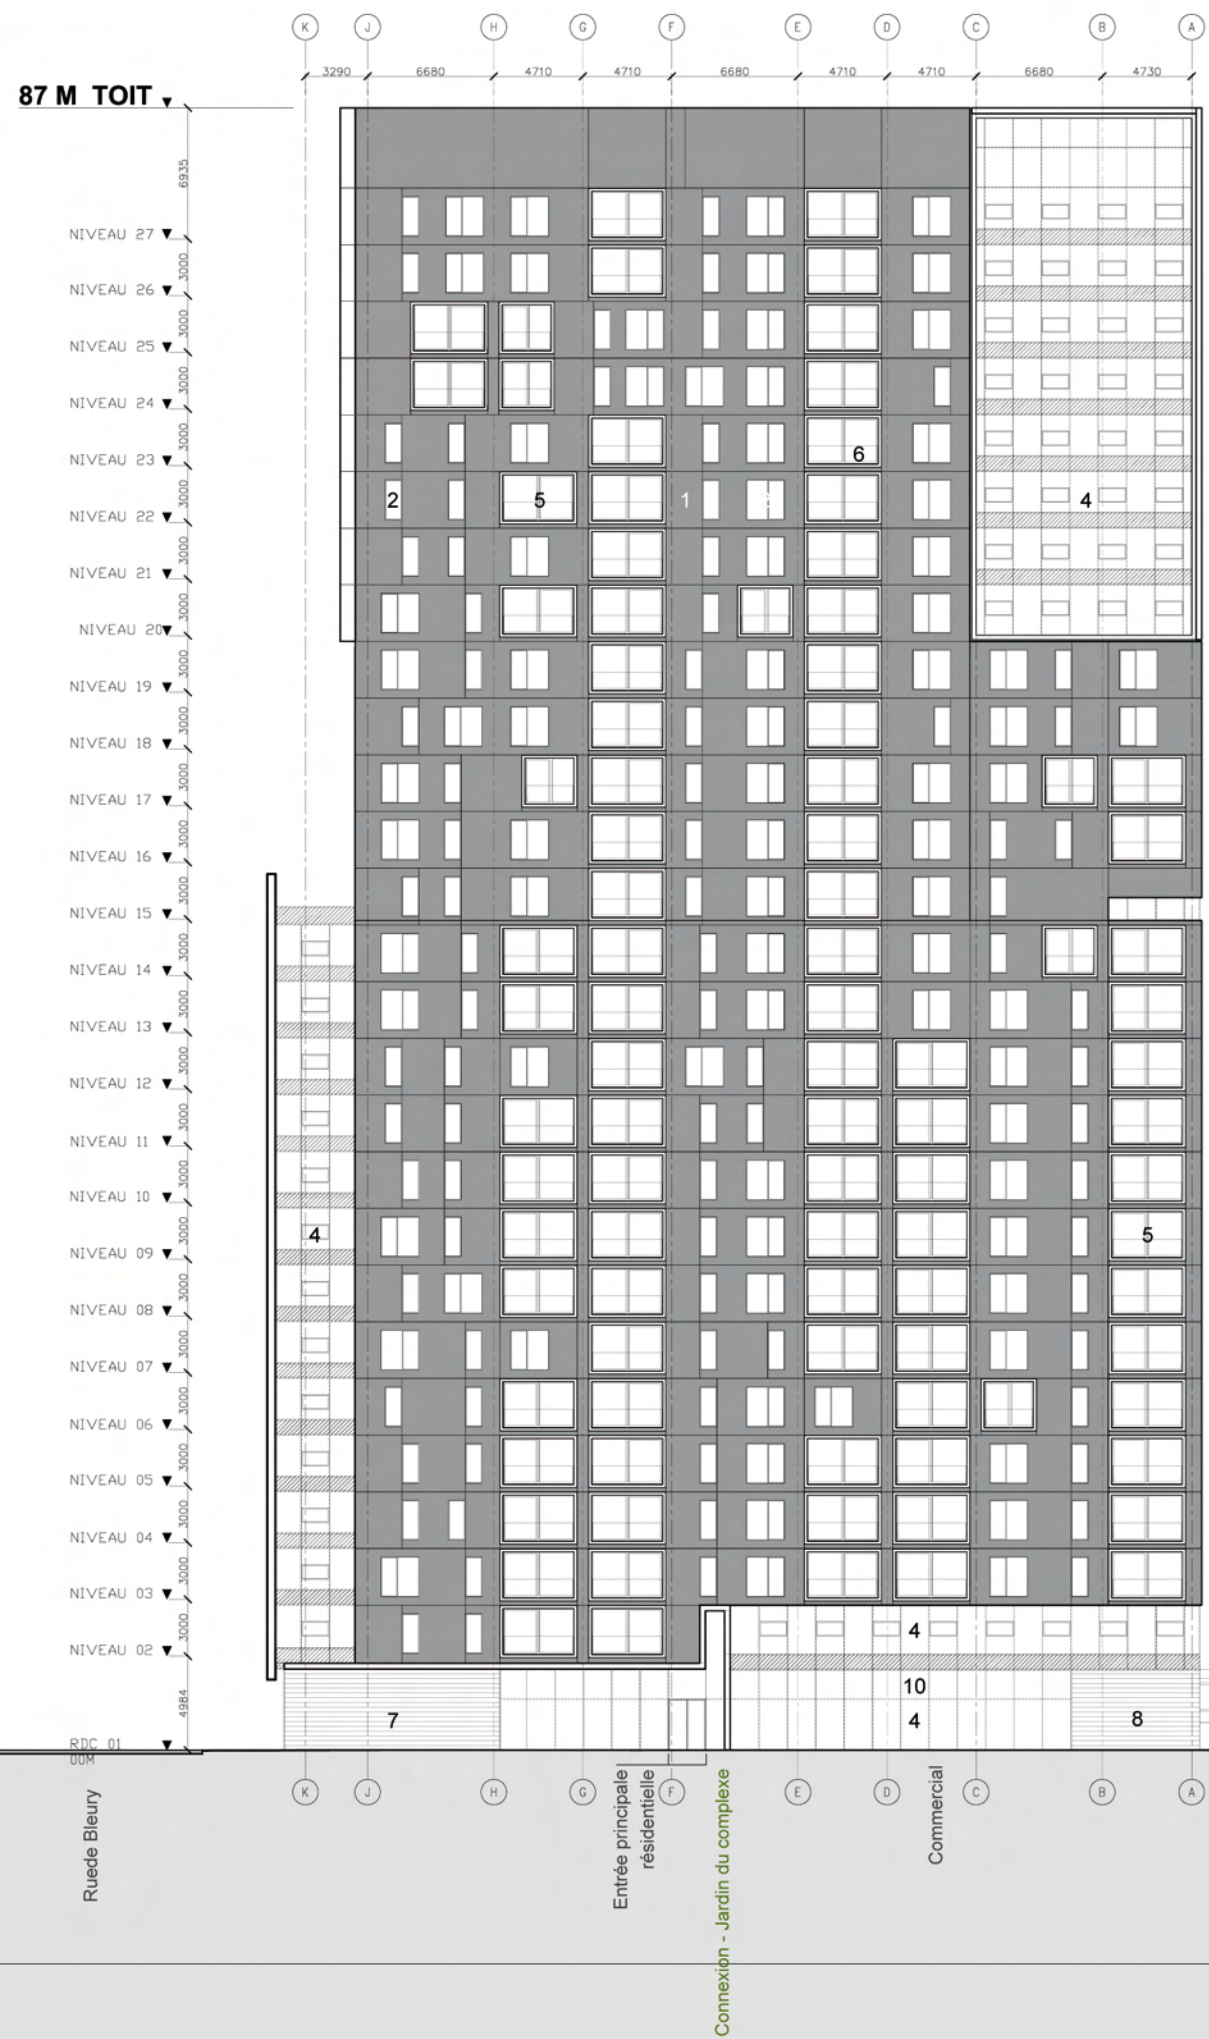 K J H G F E D C B A
3290 6680 4710 4710 6680 4710 4710 6680 4730
87 M TOIT
6935
NIVEAU 27
3000
NIVEAU 26
3000
NIVEAU 25
3000
NIVEAU 24
3000
NIVEAU 23
6
3000
2 5 1 4
NIVEAU 22
3000
NIVEAU 21
3000
NIVEAU 20
3000
NIVEAU 19
3000
NIVEAU 18
3000
NIVEAU 17
3000
NIVEAU 16
3000
NIVEAU 15
3000
NIVEAU 14
3000
NIVEAU 13
3000
NIVEAU 12
3000
NIVEAU 11
3000
NIVEAU 10
3000
4 5
NIVEAU 09
3000
NIVEAU 08
3000
NIVEAU 07
3000
NIVEAU 06
3000
NIVEAU 05
3000
NIVEAU 04
3000
NIVEAU 03
3000
4
NIVEAU 02
4984
10
7 4 8
RDC 01
00M
K J H G F E D C B A
Ruede Bleury
Entrée principale
résidentielle
Connexion - Jardin du complexe
Commercial